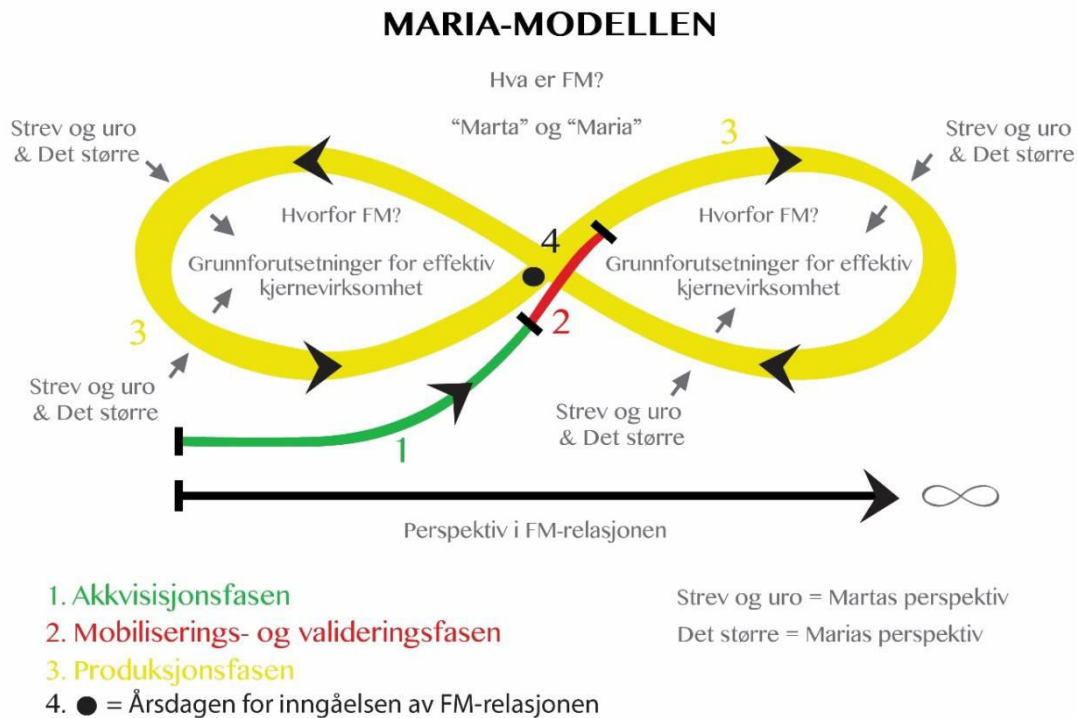 MARIA-MODELLEN
Hva er FM?
"Marta" og "Maria"
Strev og uro
& Det større
3
Strev og uro
& Det større
Hvorfor FM?
Grunnforutsetninger for effektiv
kjernevirksomhet
4
Hvorfor FM?
Grunnforutsetninger for effektiv
kjernevirksomhet
3
2
Strev og uro
& Det større
Strev og uro
& Det større
1
Perspektiv i FM-relasjonen
1. Akkvisisjonsfasen
2. Mobiliserings- og valideringsfasen
3. Produksjonsfasen
4. ● = Årsdagen for inngåelsen av FM-relasjonen
Strev og uro = Martas perspektiv
Det større = Marias perspektiv